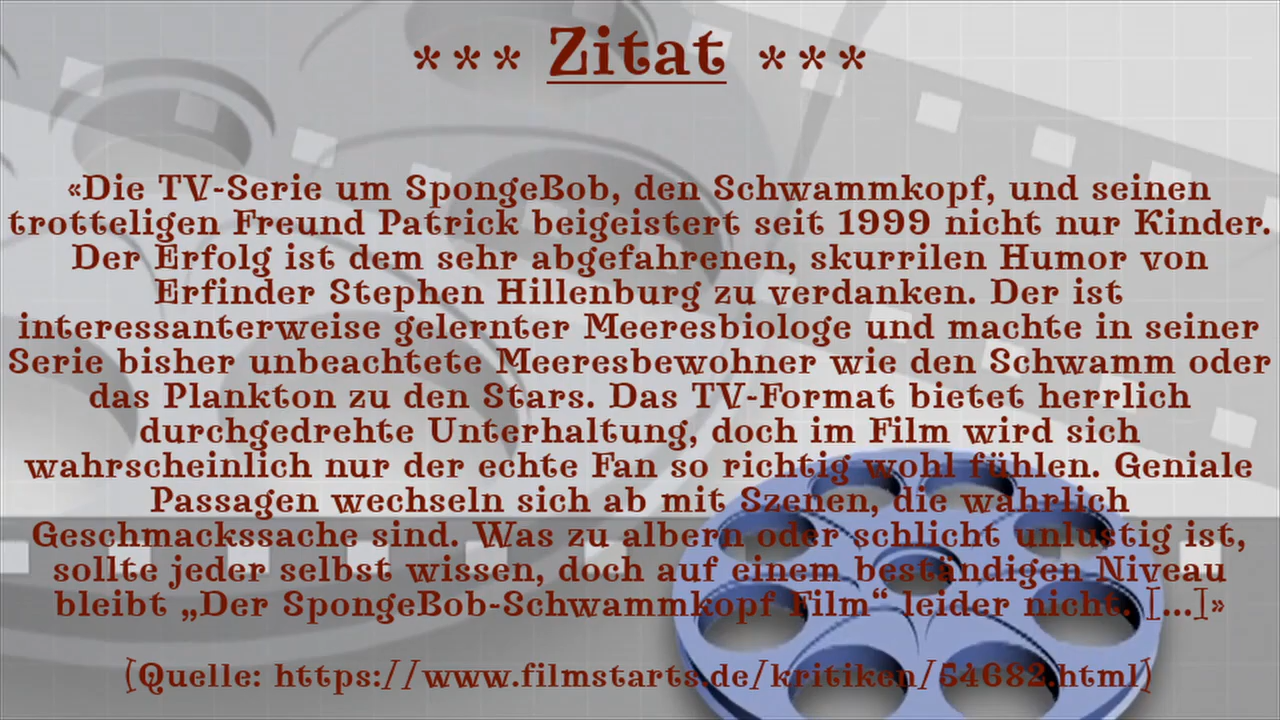 *** Zitat ***
«Die TV-Serie um SpongeBob, den Schwammkopf, und seinen
trotteligen Freund Patrick beigeistert seit 1999 nicht nur Kinder.
Der Erfolg ist dem sehr abgefahrenen, skurrilen Humor von
Erfinder Stephen Hillenburg zu verdanken. Der ist
interessanterweise gelernter Meeresbiologe und machte in seiner
Serie bisher unbeachtete Meeresbewohner wie den Schwamm oder
das Plankton zu den Stars. Das TV-Format bietet herrlich
durchgedrehte Unterhaltung, doch im Film wird sich
wahrscheinlich nur der echte Fan so richtig wohl fühlen. Geniale
Passagen wechseln sich ab mit Szenen, die wahrlich
Geschmackssache sind. Was zu albern oder schlicht unlustig ist,
sollte jeder selbst wissen, doch auf einem beständigen Niveau
bleibt „Der SpongeBob-Schwammkopf Film“ leider nicht. [...]»
(Quelle: https://www.filmstarts.de/kritiken/54682.html)